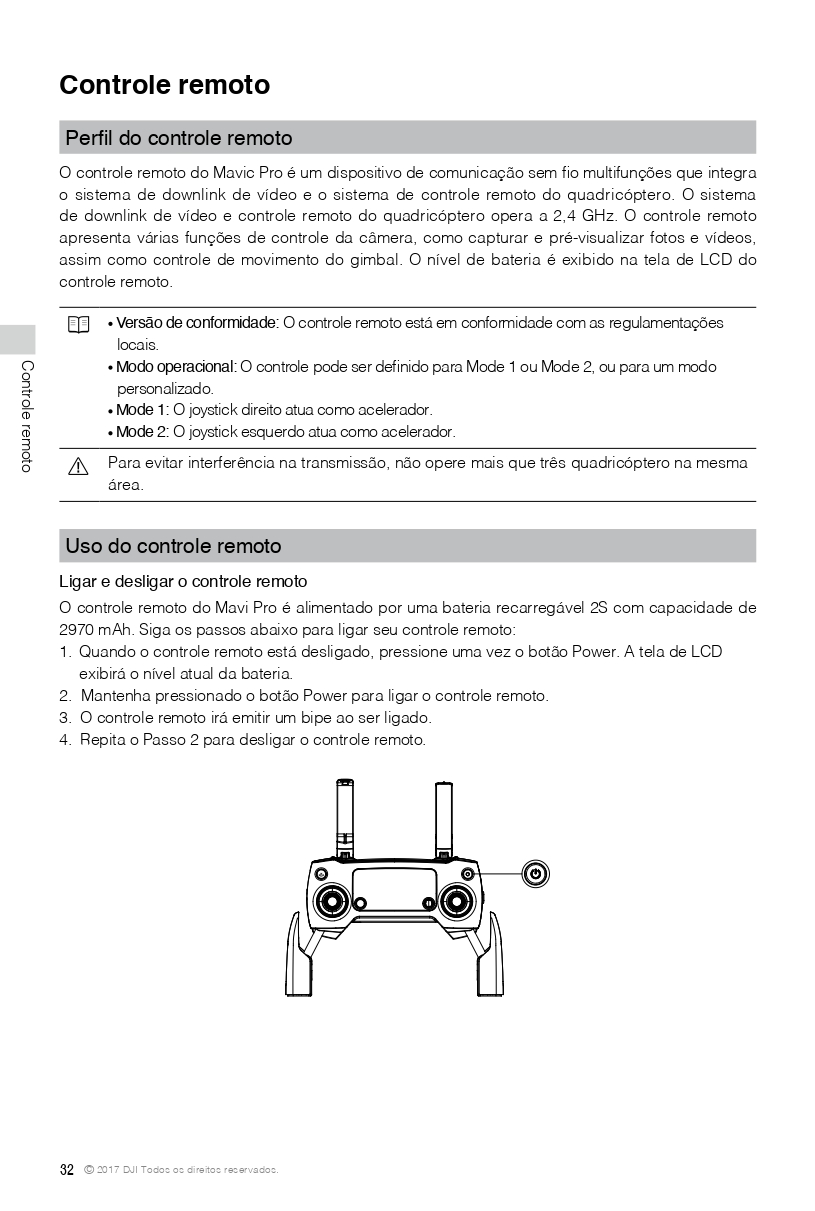 Controle remoto
Perfil do controle remoto
O controle remoto do Mavic Pro é um dispositivo de comunicação sem fio multifunções que integra
o sistema de downlink de vídeo e o sistema de controle remoto do quadricóptero. O sistema
de downlink de vídeo e controle remoto do quadricóptero opera a 2,4 GHz. O controle remoto
apresenta várias funções de controle da câmera, como capturar e pré-visualizar fotos e vídeos,
assim como controle de movimento do gimbal. O nível de bateria é exibido na tela de LCD do
controle remoto.
• Versão de conformidade: O controle remoto está em conformidade com as regulamentações
locais.
• Modo operacional: O controle pode ser definido para Mode 1 ou Mode 2, ou para um modo
personalizado.
• Mode 1: O joystick direito atua como acelerador.
• Mode 2: O joystick esquerdo atua como acelerador.
Para evitar interferência na transmissão, não opere mais que três quadricóptero na mesma
área.
Controle remoto
Uso do controle remoto
Ligar e desligar o controle remoto
O controle remoto do Mavi Pro é alimentado por uma bateria recarregável 2S com capacidade de
2970 mAh. Siga os passos abaixo para ligar seu controle remoto:
1. Quando o controle remoto está desligado, pressione uma vez o botão Power. A tela de LCD
exibirá o nível atual da bateria.
2. Mantenha pressionado o botão Power para ligar o controle remoto.
3. O controle remoto irá emitir um bipe ao ser ligado.
4. Repita o Passo 2 para desligar o controle remoto.
32 © 2017 DJI Todos os direitos reservados.